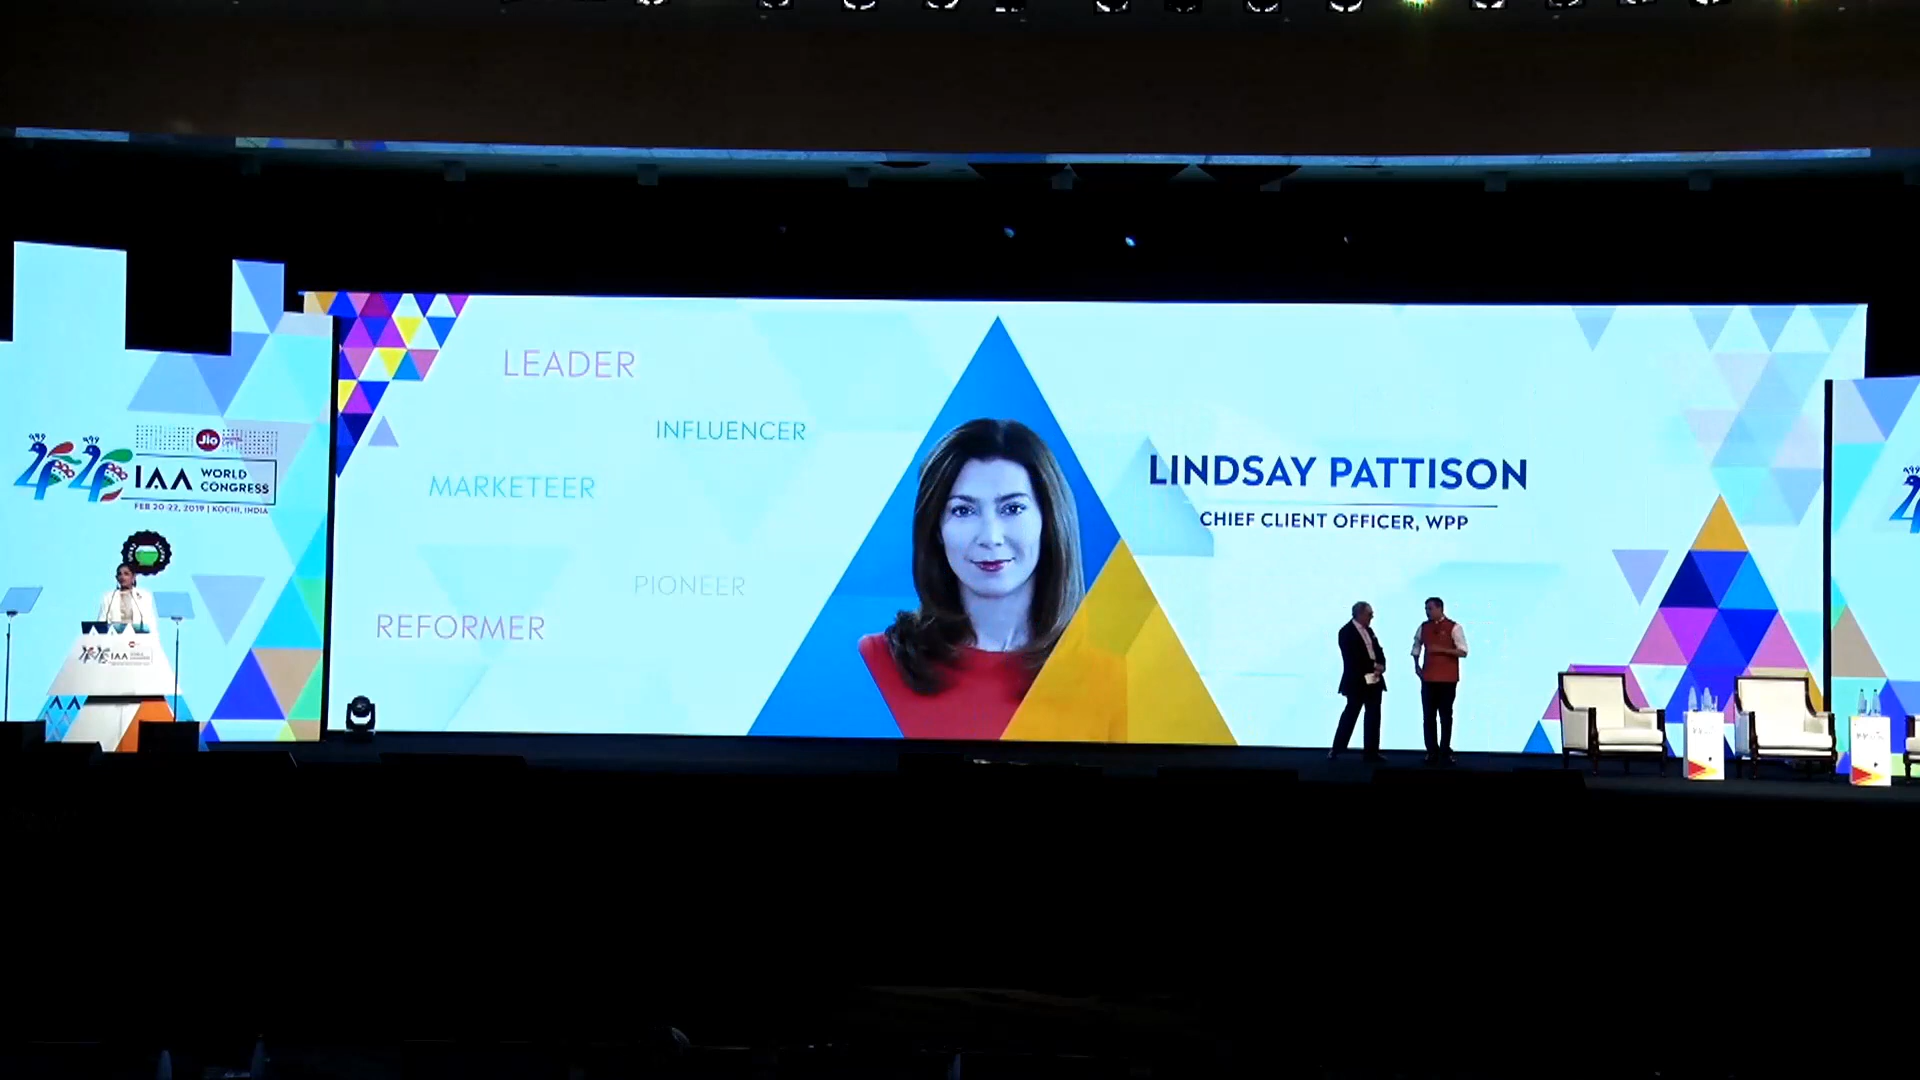 LEADER
INFLUENCER
MARKETEER
PIONEER
REFORMER
LINDSAY PATTISON
CHIEF CLIENT OFFICER, WPP
Jio
IAA WORLD
CONGRESS
FEB 20-22, 2019 | KOCHI, INDIA
IAA